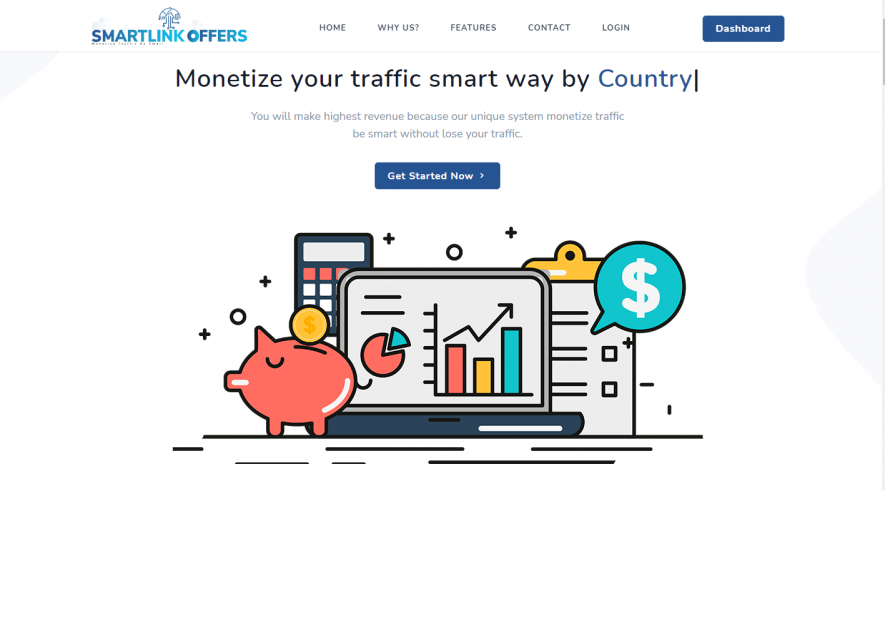 SMARTLINK OFFERS
Monetize Traffic Be Smart
HOME WHY US? FEATURES CONTACT LOGIN Dashboard
Monetize your traffic smart way by Country|
You will make highest revenue because our unique system monetize traffic
be smart without lose your traffic.
Get Started Now ›
$
$